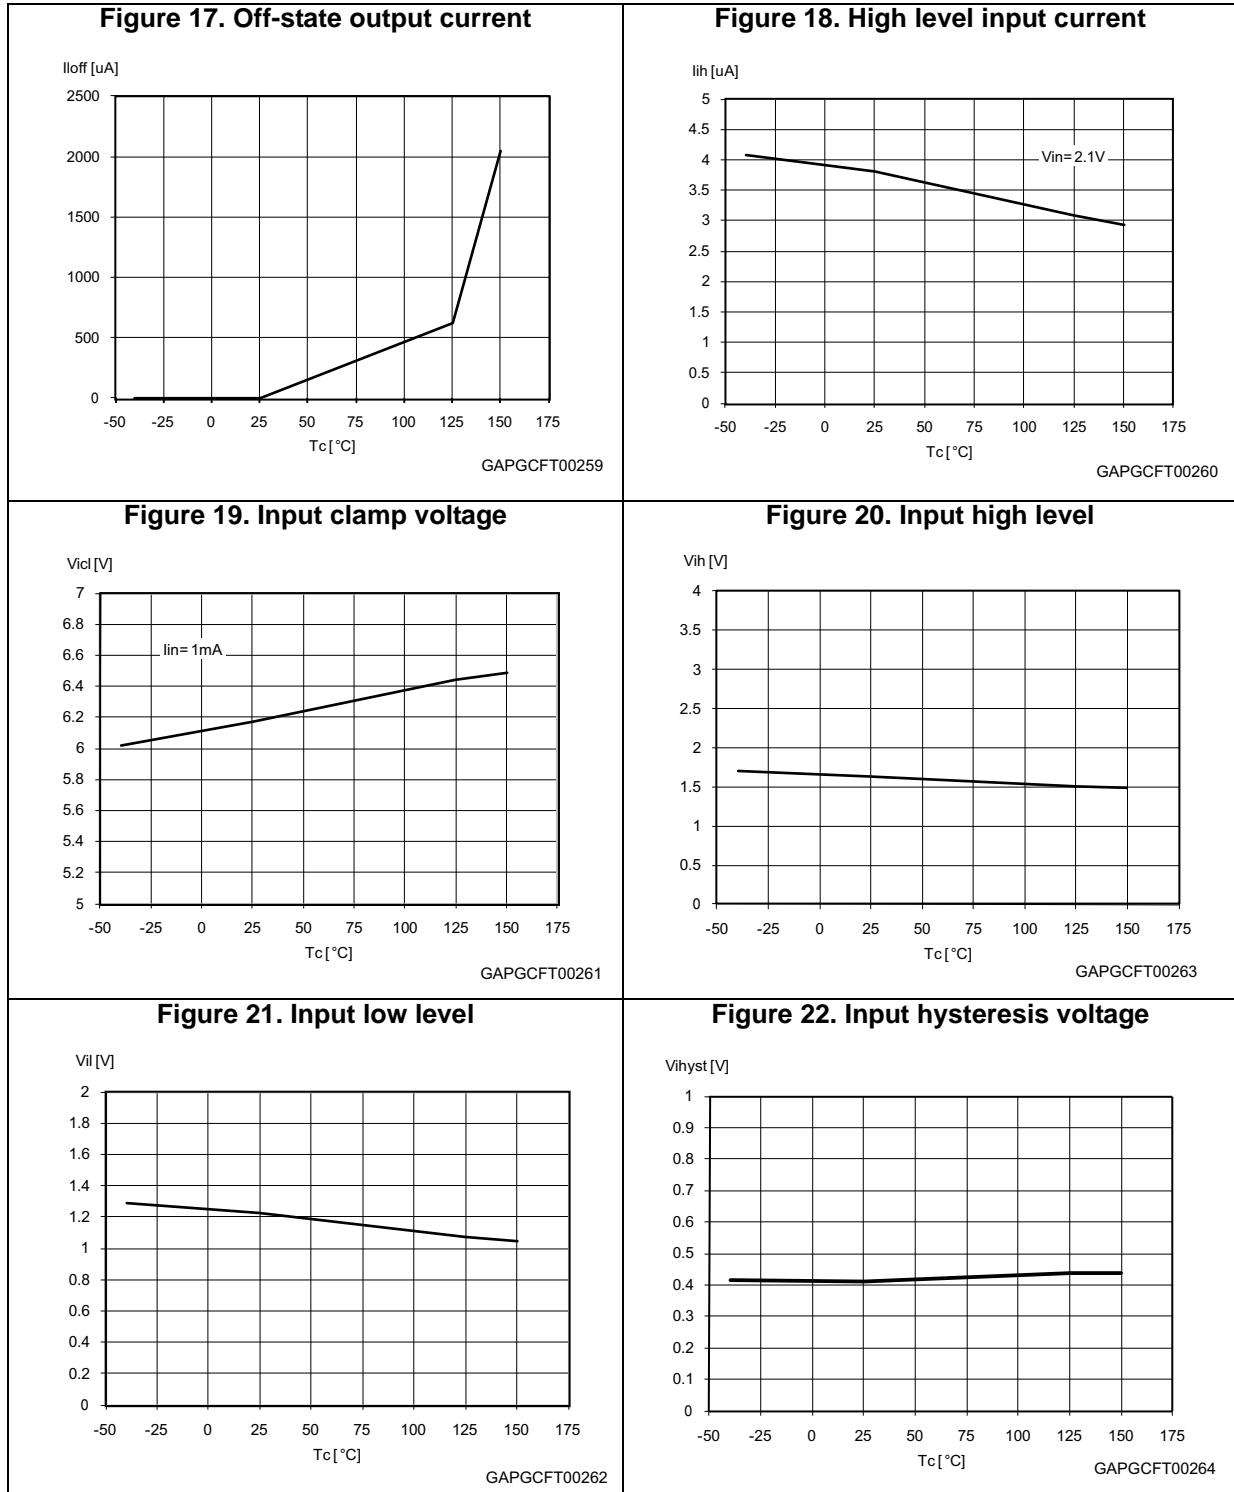 Figure 17. Off-state output current
Iloff [uA]
2500
2000
1500
1000
500
0
-50 -25 0 25 50 75 100 125 150 175
Tc [°C]
GAPGCFT00259
Figure 18. High level input current
Iih [uA]
5
4.5
4
3.5
3
2.5
2
1.5
1
0.5
0
Vin= 2.1V
-50 -25 0 25 50 75 100 125 150 175
Tc [°C]
GAPGCFT00260
Figure 19. Input clamp voltage
Vicl [V]
7
6.8
6.6
6.4
6.2
6
5.8
5.6
5.4
5.2
5
Iin= 1mA
-50 -25 0 25 50 75 100 125 150 175
Tc [°C]
GAPGCFT00261
Figure 20. Input high level
Vih [V]
4
3.5
3
2.5
2
1.5
1
0.5
0
-50 -25 0 25 50 75 100 125 150 175
Tc [°C]
GAPGCFT00263
Figure 21. Input low level
Vil [V]
2
1.8
1.6
1.4
1.2
1
0.8
0.6
0.4
0.2
0
-50 -25 0 25 50 75 100 125 150 175
Tc [°C]
GAPGCFT00262
Figure 22. Input hysteresis voltage
Vihyst [V]
1
0.9
0.8
0.7
0.6
0.5
0.4
0.3
0.2
0.1
0
-50 -25 0 25 50 75 100 125 150 175
Tc [°C]
GAPGCFT00264